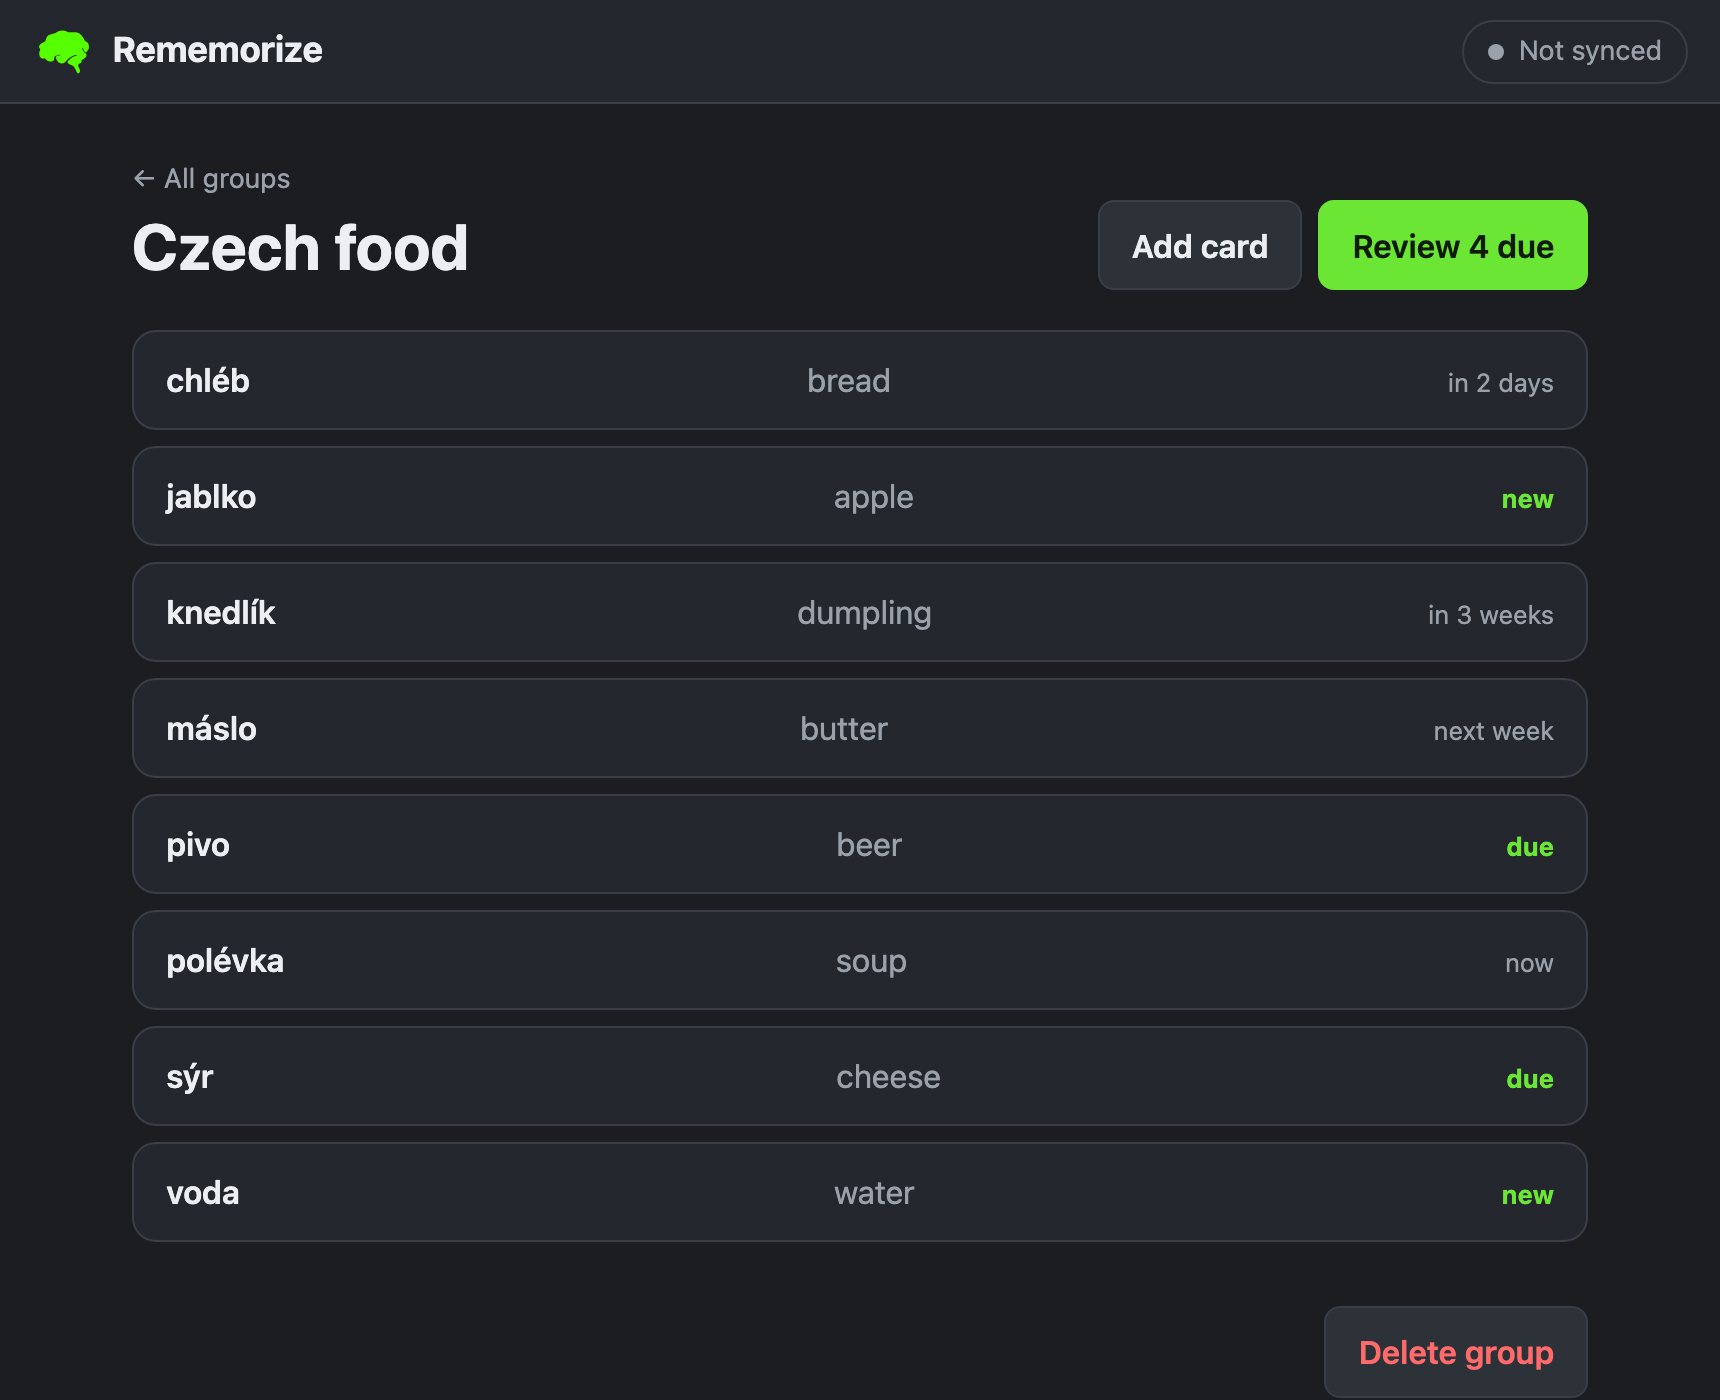 Rememorize
Not synced
← All groups
Czech food
Add card
Review 4 due
chléb bread in 2 days
jablko apple new
knedlík dumpling in 3 weeks
máslo butter next week
pivo beer due
polévka soup now
sýr cheese due
voda water new
Delete group